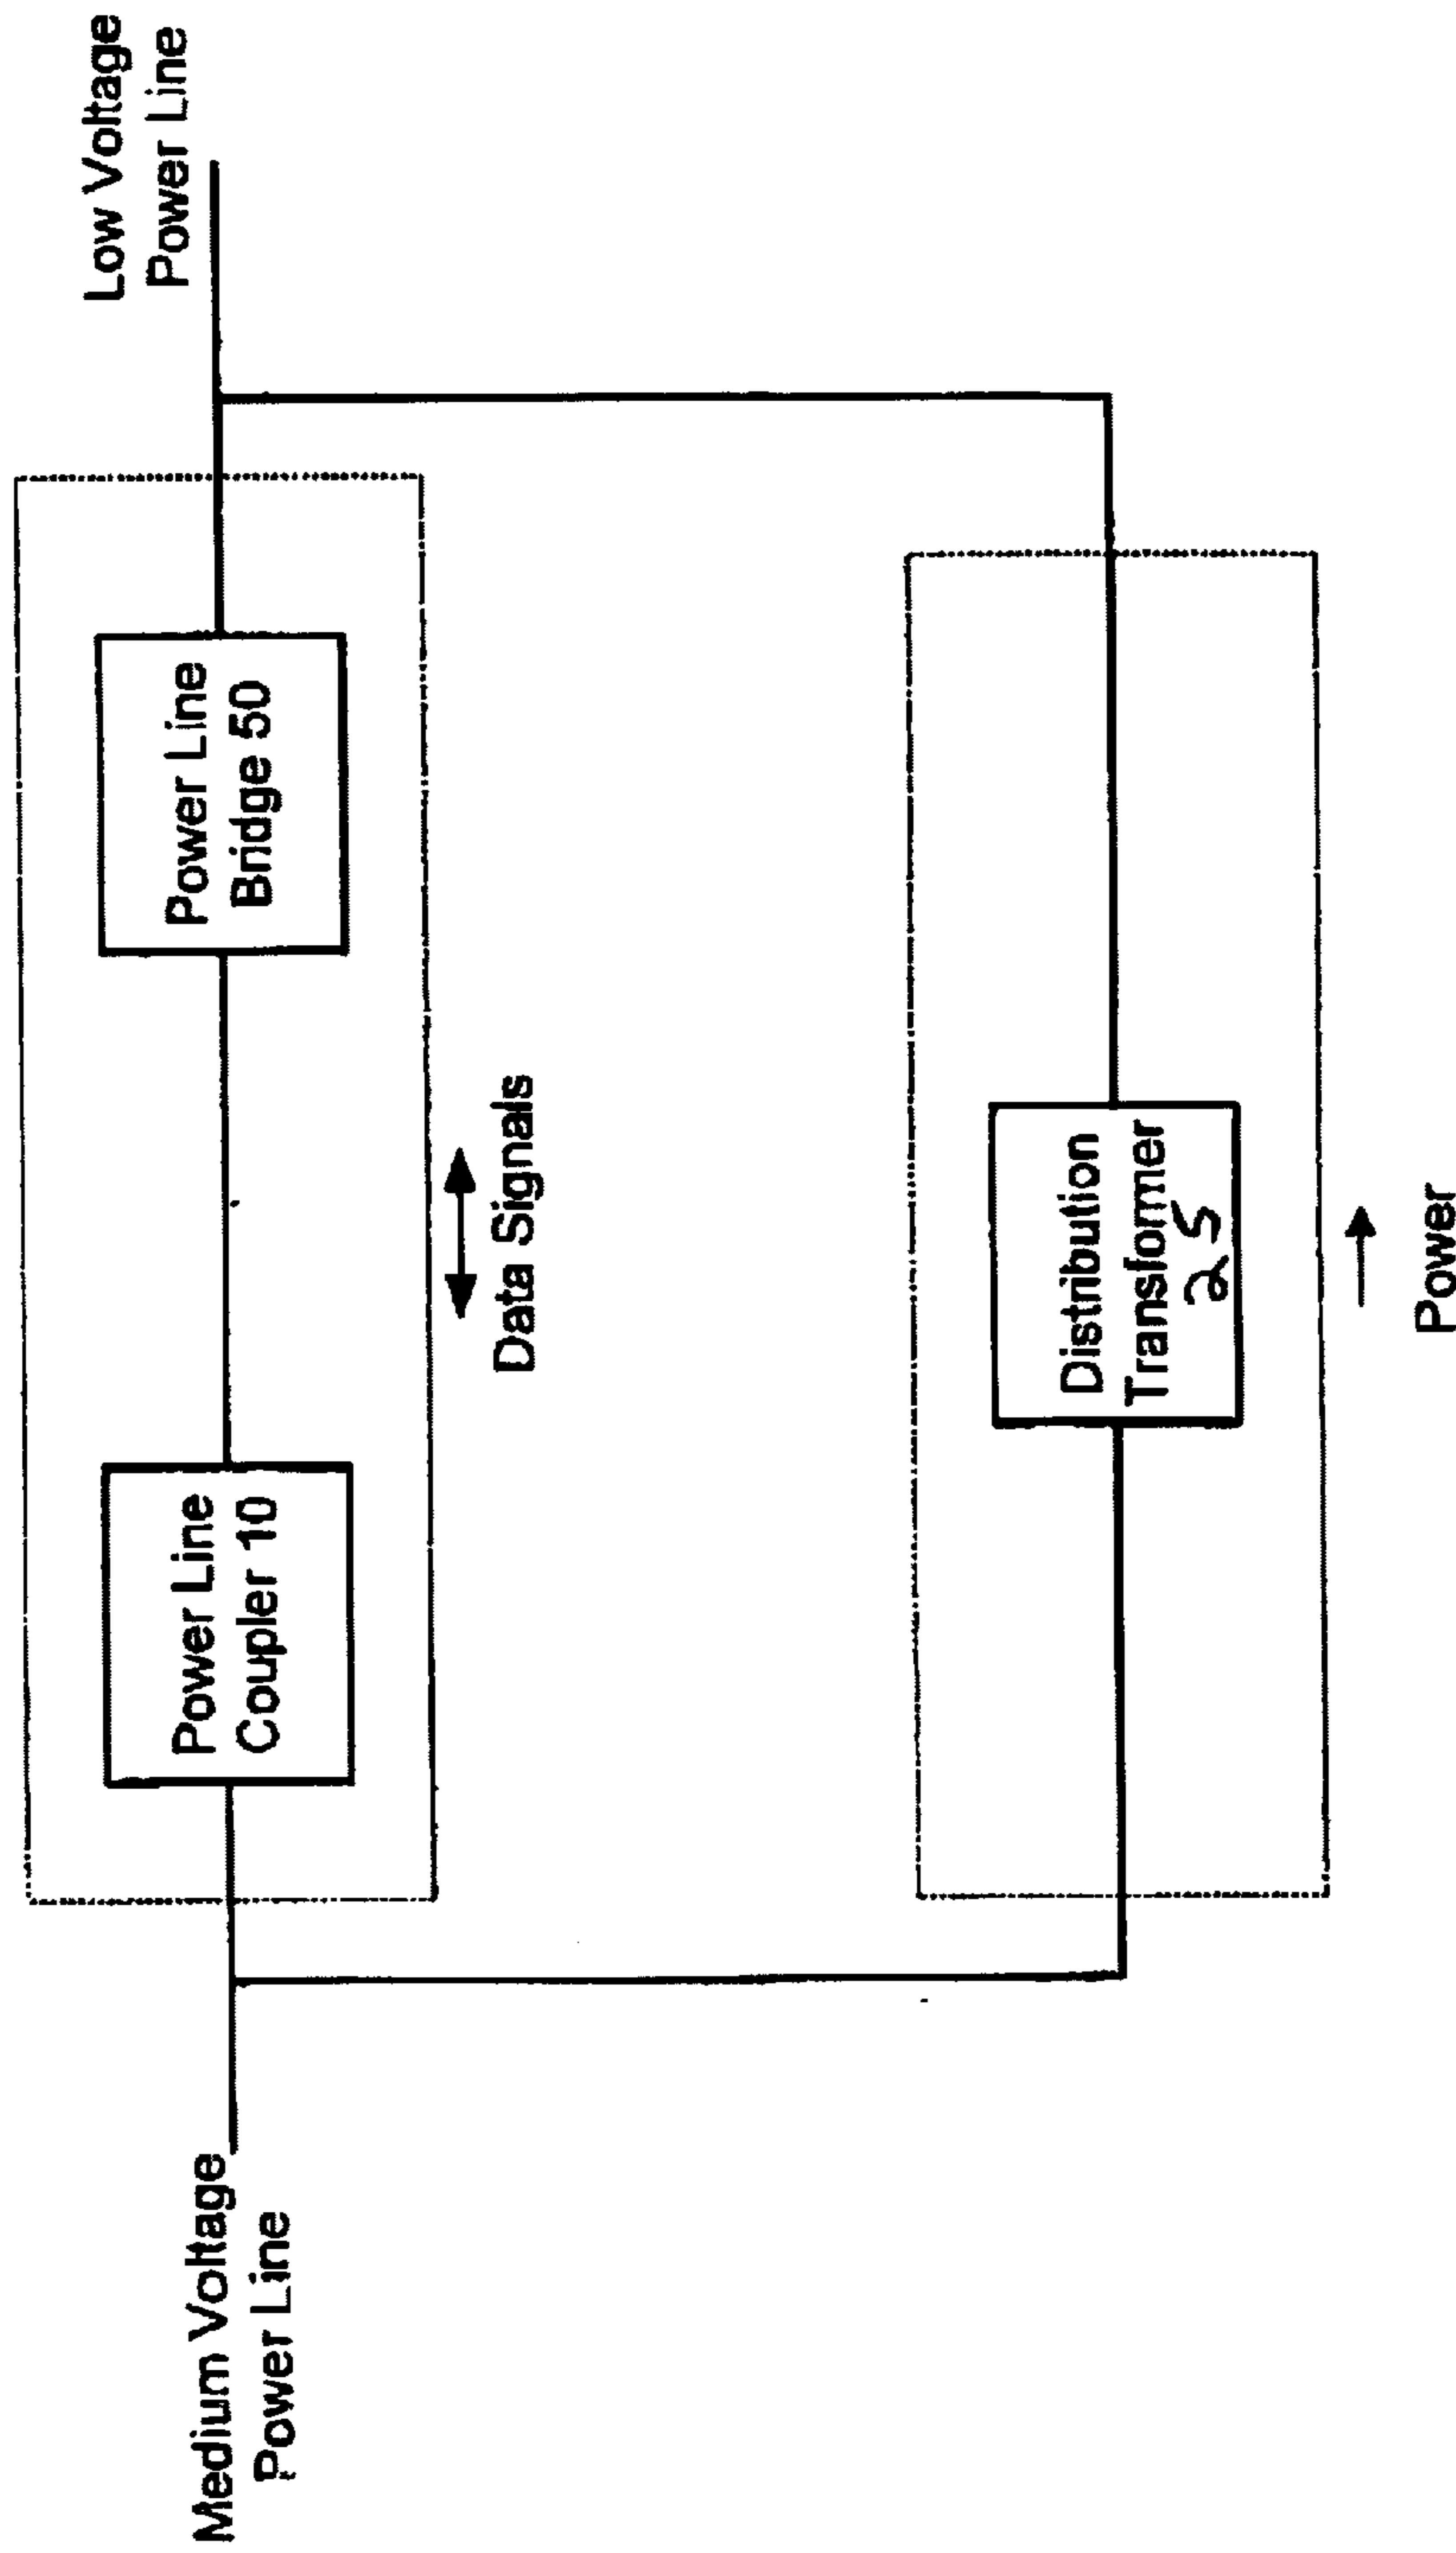 Medium Voltage
Power Line
Power Line
Coupler 10
Power Line
Bridge 50
Low Voltage
Power Line
Data Signals
Distribution
Transformer
25
Power